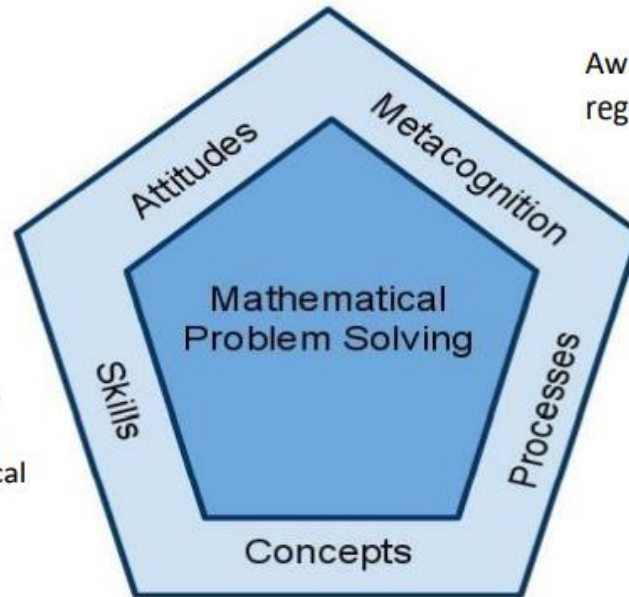 Attitudes
Metacognition
Mathematical
Problem Solving
Skills
Processes
Concepts